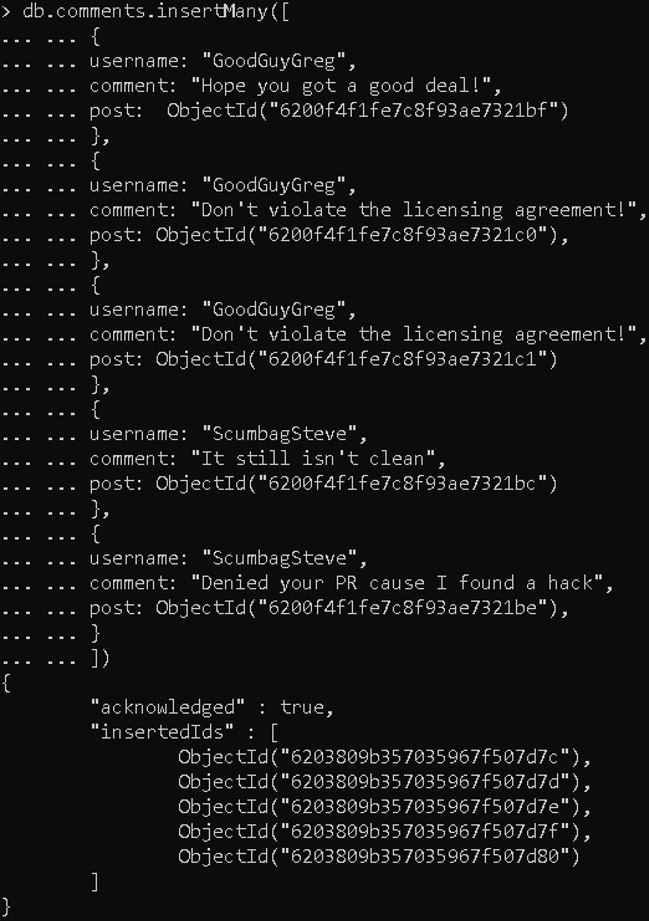 > db.comments.insertMany([
... ... {
... ... username: "GoodGuyGreg",
... ... comment: "Hope you got a good deal!",
... ... post:  ObjectId("6200f4f1fe7c8f93ae7321bf")
... ... },
... ... {
... ... username: "GoodGuyGreg",
... ... comment: "Don't violate the licensing agreement!",
... ... post: ObjectId("6200f4f1fe7c8f93ae7321c0"),
... ... },
... ... {
... ... username: "GoodGuyGreg",
... ... comment: "Don't violate the licensing agreement!",
... ... post: ObjectId("6200f4f1fe7c8f93ae7321c1")
... ... },
... ... {
... ... username: "ScumbagSteve",
... ... comment: "It still isn't clean",
... ... post: ObjectId("6200f4f1fe7c8f93ae7321bc")
... ... },
... ... {
... ... username: "ScumbagSteve",
... ... comment: "Denied your PR cause I found a hack",
... ... post: ObjectId("6200f4f1fe7c8f93ae7321be"),
... ... }
... ... ])
{
        "acknowledged" : true,
        "insertedIds" : [
                ObjectId("6203809b357035967f507d7c"),
                ObjectId("6203809b357035967f507d7d"),
                ObjectId("6203809b357035967f507d7e"),
                ObjectId("6203809b357035967f507d7f"),
                ObjectId("6203809b357035967f507d80")
        ]
}